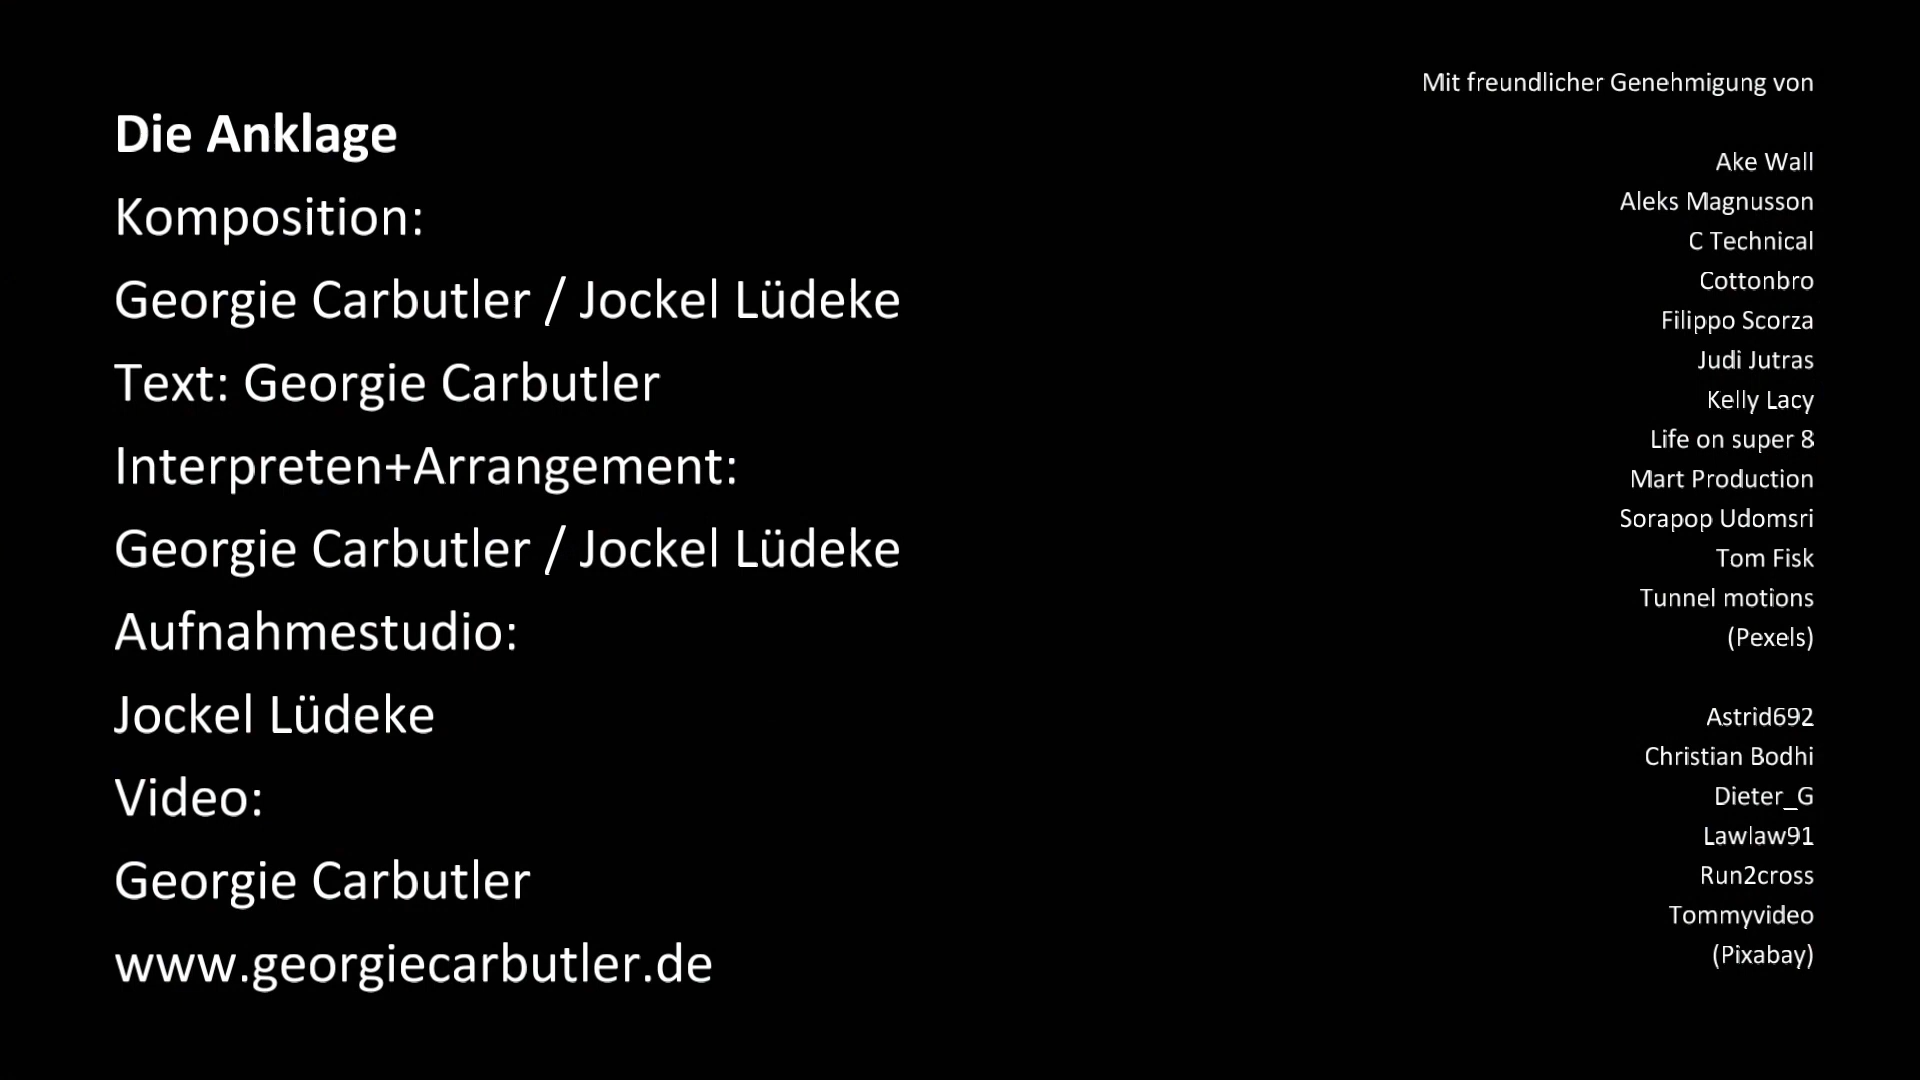 Die Anklage
Komposition:
Georgie Carbutler / Jockel Lüdeke
Text: Georgie Carbutler
Interpreten+Arrangement:
Georgie Carbutler / Jockel Lüdeke
Aufnahmestudio:
Jockel Lüdeke
Video:
Georgie Carbutler
www.georgiecarbutler.de
Mit freundlicher Genehmigung von
Ake Wall
Aleks Magnusson
C Technical
Cottonbro
Filippo Scorza
Judi Jutras
Kelly Lacy
Life on super 8
Mart Production
Sorapop Udomsri
Tom Fisk
Tunnel motions
(Pexels)
Astrid692
Christian Bodhi
Dieter_G
Lawlaw91
Run2cross
Tommyvideo
(Pixabay)